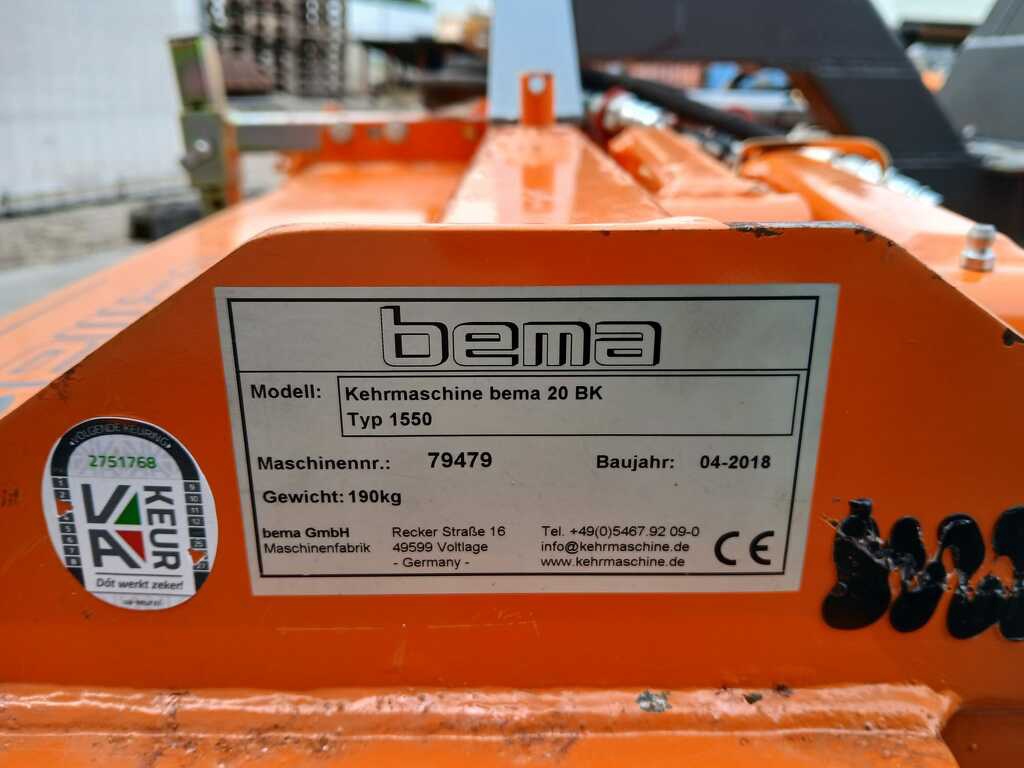 bema
Modell: Kehrmaschine bema 20 BK
Typ 1550
Maschinennr.: 79479 Baujahr: 04-2018
Gewicht: 190kg
bema GmbH Recker Straße 16 Tel. +49(0)5467.92 09-0
Maschinenfabrik 49599 Voltlage info@kehrmaschine.de
- Germany - www.kehrmaschine.de
CE
VOLGENDE KEURING
2751768
VA KEUR
Dát werkt zeker!